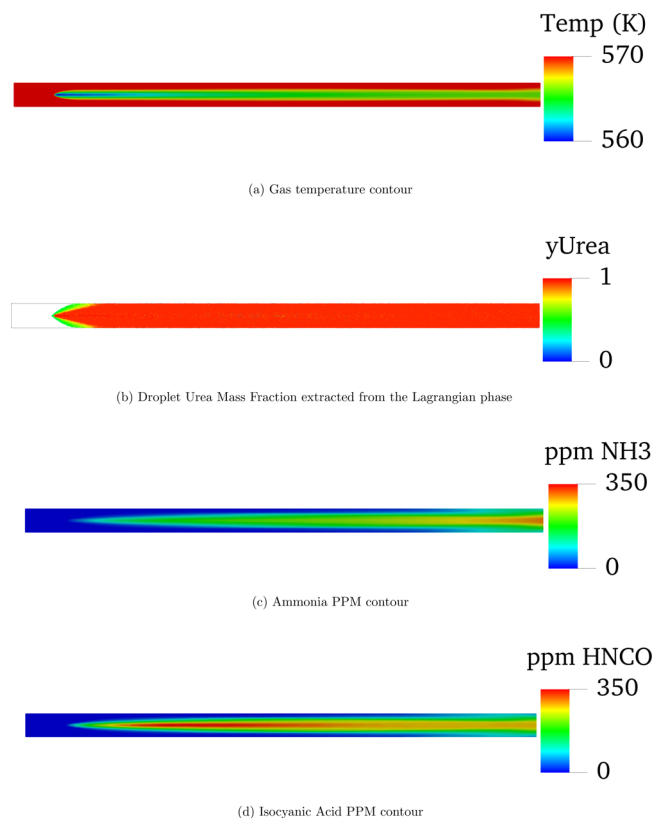 Temp (K)
570
560
(a) Gas temperature contour
yUrea
1
0
(b) Droplet Urea Mass Fraction extracted from the Lagrangian phase
ppm NH3
350
0
(c) Ammonia PPM contour
ppm HNCO
350
0
(d) Isocyanic Acid PPM contour